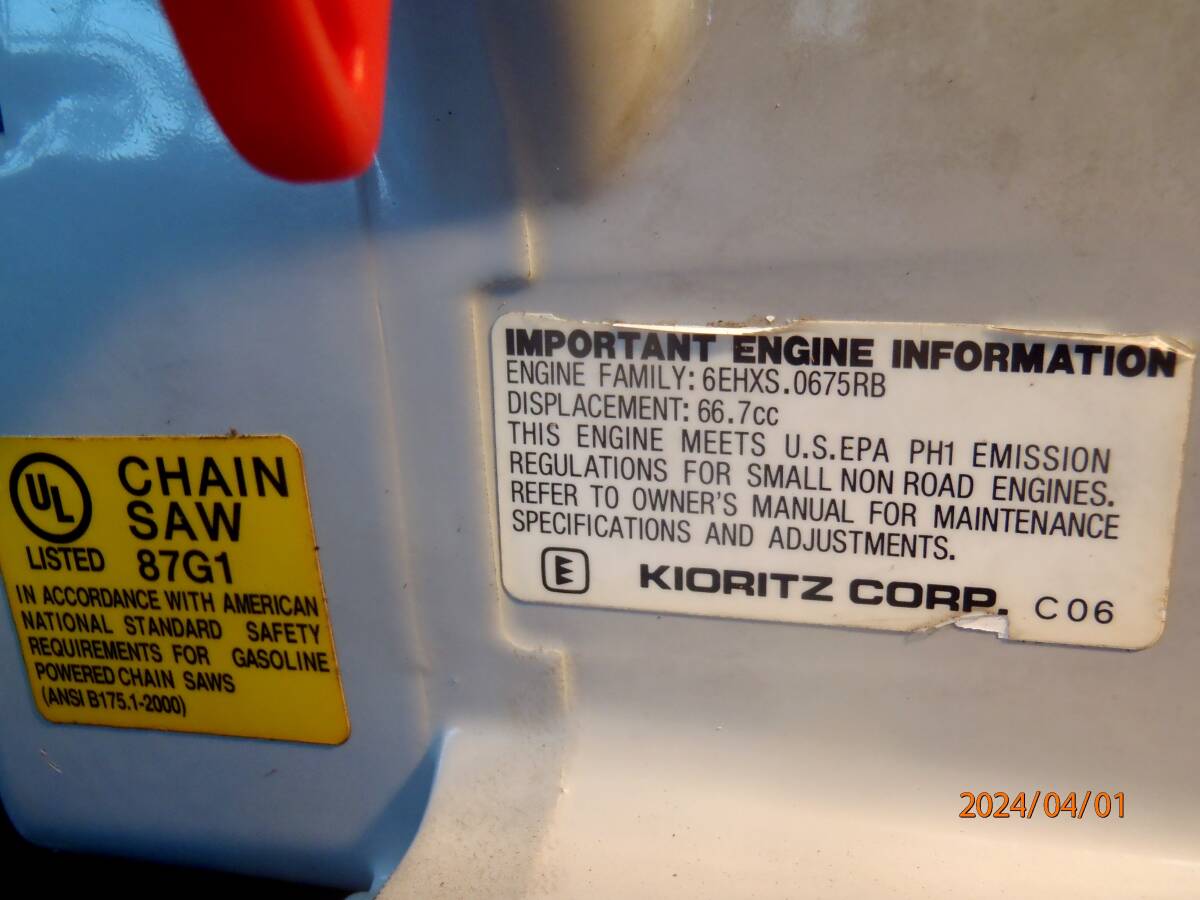 UL
LISTED
CHAIN
SAW
87G1
IN ACCORDANCE WITH AMERICAN
NATIONAL STANDARD SAFETY
REQUIREMENTS FOR GASOLINE
POWERED CHAIN SAWS
(ANSI B175.1-2000)
IMPORTANT ENGINE INFORMATION
ENGINE FAMILY: 6EHXS.0675RB
DISPLACEMENT: 66.7cc
THIS ENGINE MEETS U.S.EPA PH1 EMISSION
REGULATIONS FOR SMALL NON ROAD ENGINES.
REFER TO OWNER'S MANUAL FOR MAINTENANCE
SPECIFICATIONS AND ADJUSTMENTS.
KIORITZ CORP. C06
2024/04/01